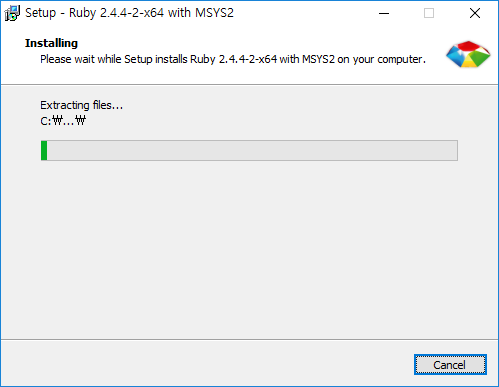 Setup - Ruby 2.4.4-2-x64 with MSYS2
Installing
Please wait while Setup installs Ruby 2.4.4-2-x64 with MSYS2 on your computer.
Extracting files...
C:₩...₩
Cancel